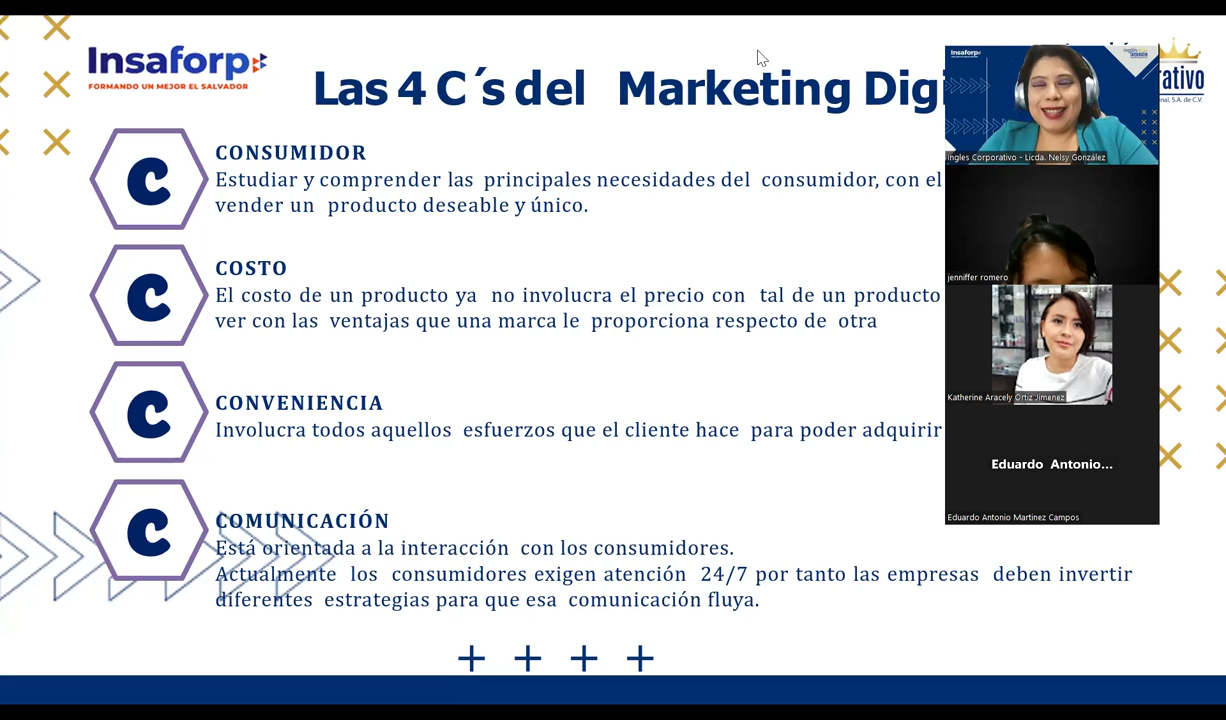 Insaforp
FORMANDO UN MEJOR EL SALVADOR
Las 4 C´s del Marketing Digi
rativo
nal, S.A. de C.V.
C
CONSUMIDOR
Estudiar y comprender las principales necesidades del consumidor, con el
vender un producto deseable y único.
C
COSTO
El costo de un producto ya no involucra el precio con tal de un producto
ver con las ventajas que una marca le proporciona respecto de otra
C
CONVENIENCIA
Involucra todos aquellos esfuerzos que el cliente hace para poder adquirir
C
COMUNICACIÓN
Está orientada a la interacción con los consumidores.
Actualmente los consumidores exigen atención 24/7 por tanto las empresas deben invertir
diferentes estrategias para que esa comunicación fluya.
Insaforp
Ingles Corporativo - Licda. Nelsy González
jenniffer romero
Katherine Aracely Ortiz Jimenez
Eduardo Antonio...
Eduardo Antonio Martinez Campos